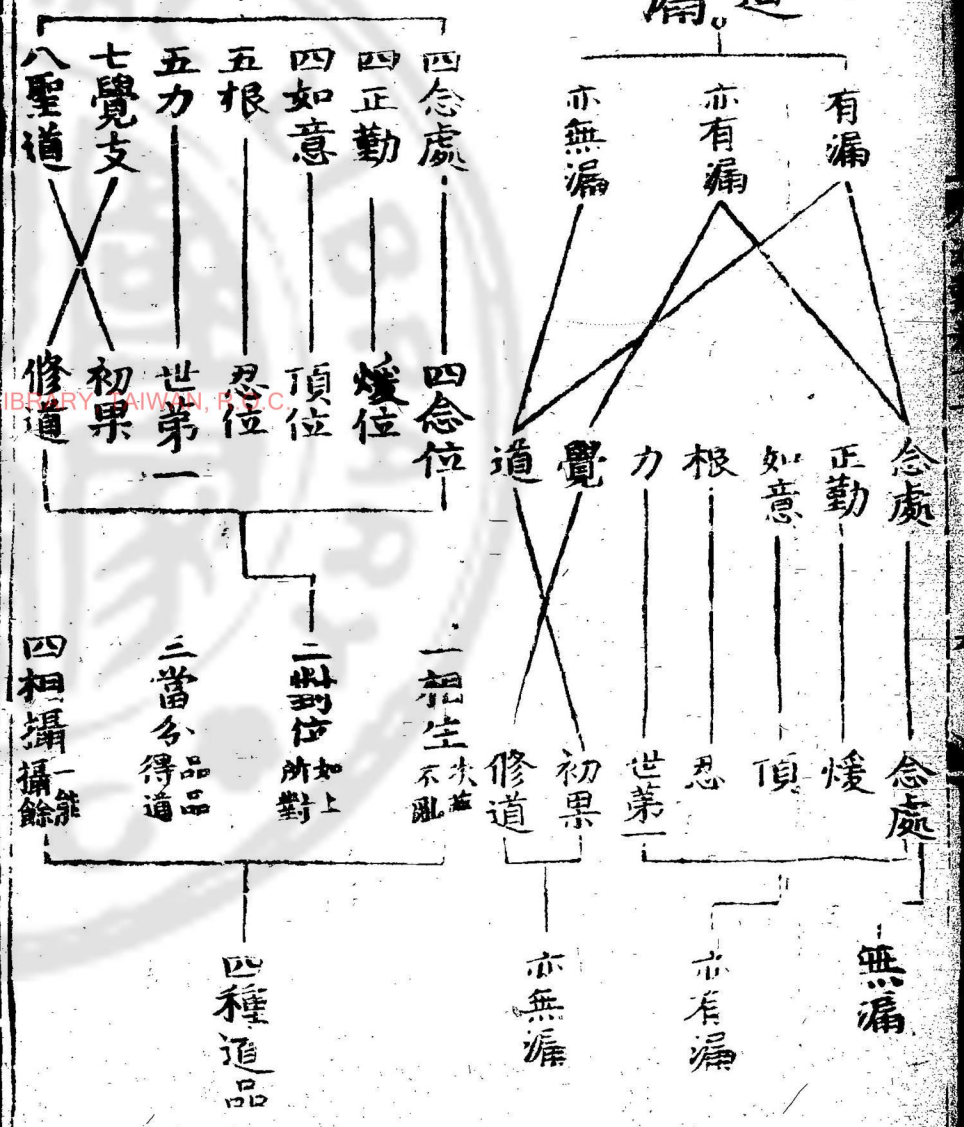 道
漏。
有漏
亦有漏
亦無漏
念處
正勤
如意
根
力
覺
道
念處
煖
頂
忍
世第一
初果
修道
無漏
亦有漏
亦無漏
四念處
四正勤
四如意
五根
五力
七覺支
八聖道
四念位
煖位
頂位
忍位
世第一
初果
修道
一相生
不亂
二對位
如上
所對
三當分
品品
得道
四相攝
一能
攝餘
四種道品
IBRARY, TAIWAN, R.O.C.